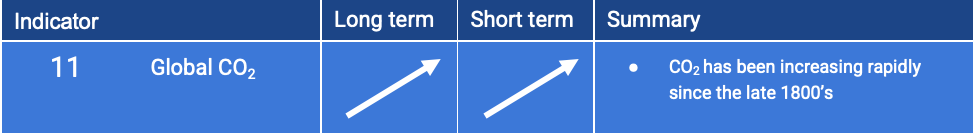 Indicator Long term Short term Summary
11 Global CO₂ ● CO₂ has been increasing rapidly
since the late 1800’s